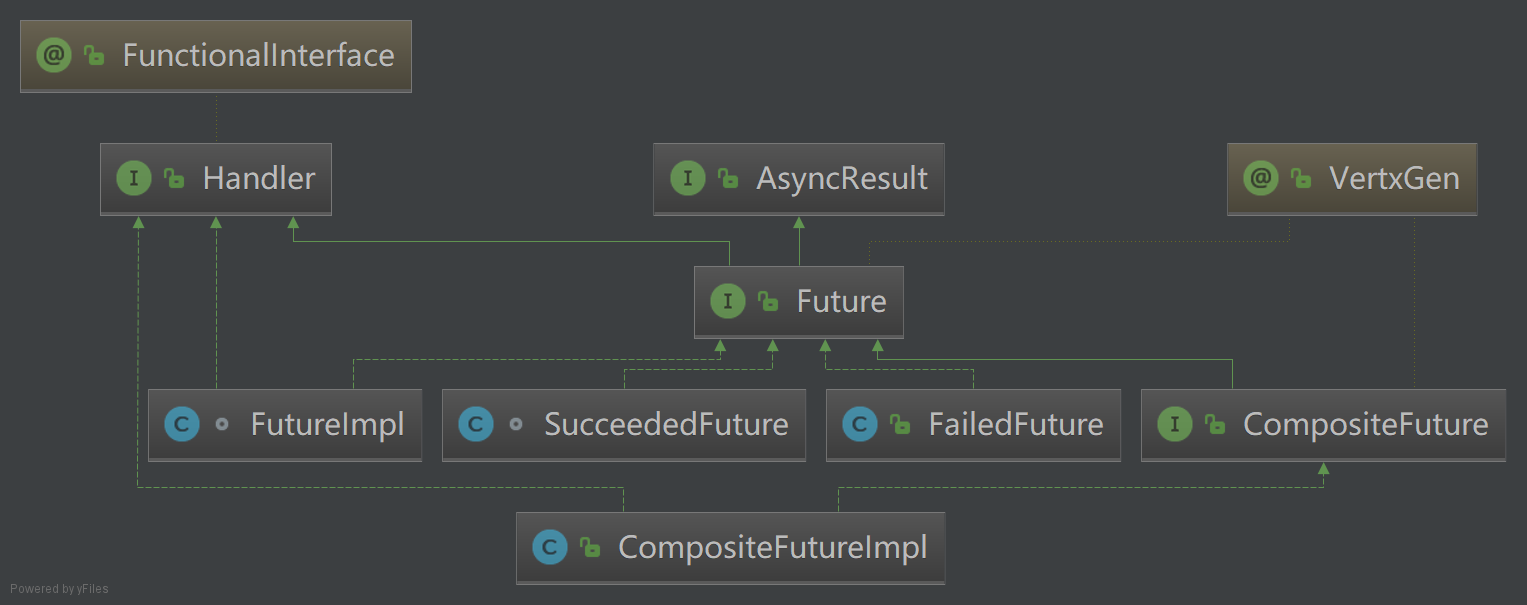 @ FunctionalInterface
I Handler
I AsyncResult
@ VertxGen
I Future
C FutureImpl
C SucceededFuture
C FailedFuture
I CompositeFuture
C CompositeFutureImpl
Powered by yFiles